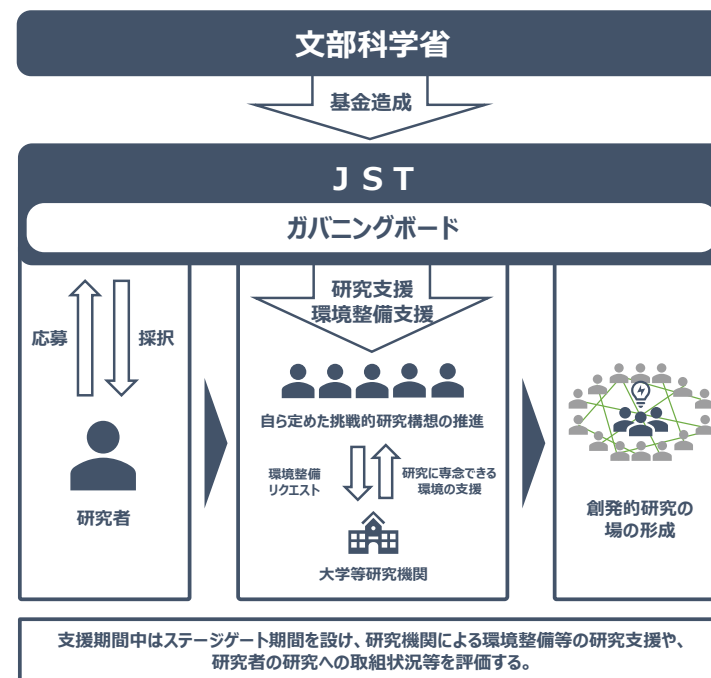 文部科学省
基金造成
ＪＳＴ
ガバニングボード
応募
採択
研究者
研究支援
環境整備支援
自ら定めた挑戦的研究構想の推進
環境整備
リクエスト
研究に専念できる
環境の支援
大学等研究機関
創発的研究の
場の形成
支援期間中はステージゲート期間を設け、研究機関による環境整備等の研究支援や、
研究者の研究への取組状況等を評価する。